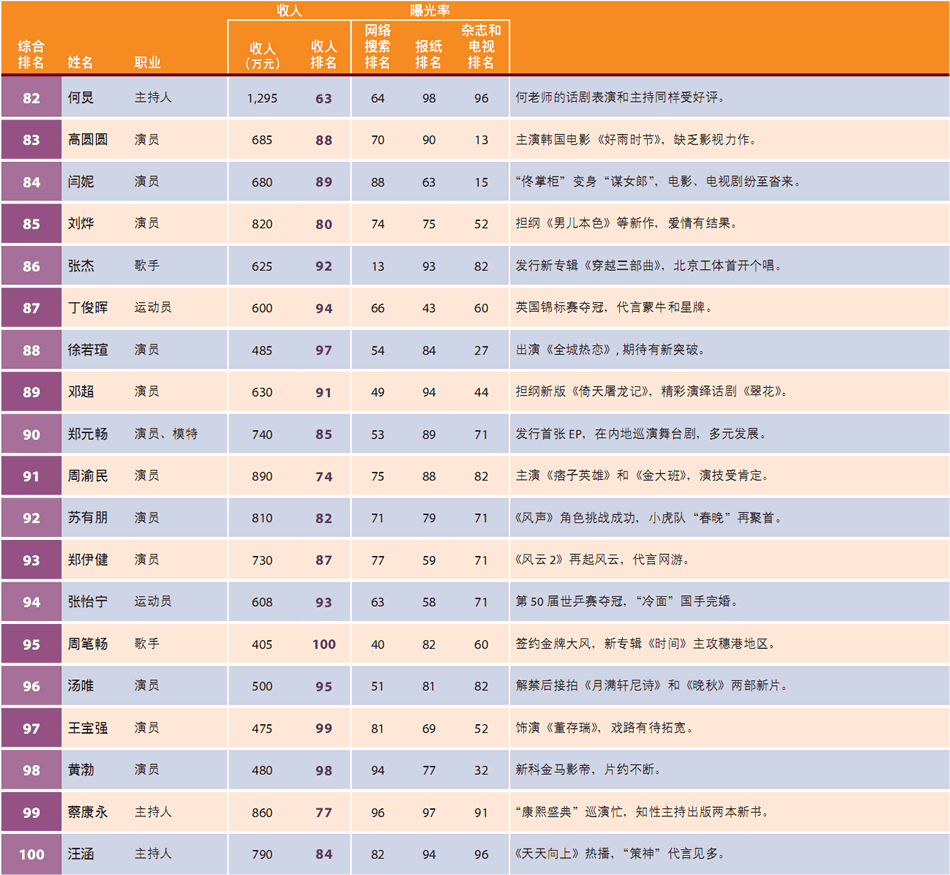 收人 曝光率
综合排名 姓名 职业 收人(万元) 收人排名 网络搜索排名 报纸排名 杂志和电视排名
82 何炅 主持人 1,295 63 64 98 96 何老师的话剧表演和主持同样受好评。
83 高圆圆 演员 685 88 70 90 13 主演韩国电影《好雨时节》，缺乏影视力作。
84 闫妮 演员 680 89 88 63 15 “佟掌柜”变身“谋女郎”，电影、电视剧纷至沓来。
85 刘烨 演员 820 80 74 75 52 担纲《男儿本色》等新作，爱情有结果。
86 张杰 歌手 625 92 13 93 82 发行新专辑《穿越三部曲》，北京工体首开个唱。
87 丁俊晖 运动员 600 94 66 43 60 英国锦标赛夺冠，代言蒙牛和星牌。
88 徐若瑄 演员 485 97 54 84 27 出演《全城热恋》,期待有新突破。
89 邓超 演员 630 91 49 94 44 担纲新版《倚天屠龙记》，精彩演绎话剧《翠花》。
90 郑元畅 演员、模特 740 85 53 89 71 发行首张EP，在内地巡演舞台剧，多元发展。
91 周渝民 演员 890 74 75 88 82 主演《痞子英雄》和《金大班》，演技受肯定。
92 苏有朋 演员 810 82 71 79 71 《风声》角色挑战成功，小虎队“春晚”再聚首。
93 郑伊健 演员 730 87 77 59 71 《风云2》再起风云，代言网游。
94 张怡宁 运动员 608 93 63 58 71 第50届世乒赛夺冠，“冷面”国手完婚。
95 周笔畅 歌手 405 100 40 82 60 签约金牌大风，新专辑《时间》主攻穗港地区。
96 汤唯 演员 500 95 51 81 82 解禁后接拍《月满轩尼诗》和《晚秋》两部新片。
97 王宝强 演员 475 99 81 69 52 饰演《董存瑞》，戏路有待拓宽。
98 黄渤 演员 480 98 94 77 32 新科金马影帝，片约不断。
99 蔡康永 主持人 860 77 96 97 91 “康熙盛典”巡演忙，知性主持出版两本新书。
100 汪涵 主持人 790 84 82 94 96 《天天向上》热播，“策神”代言见多。